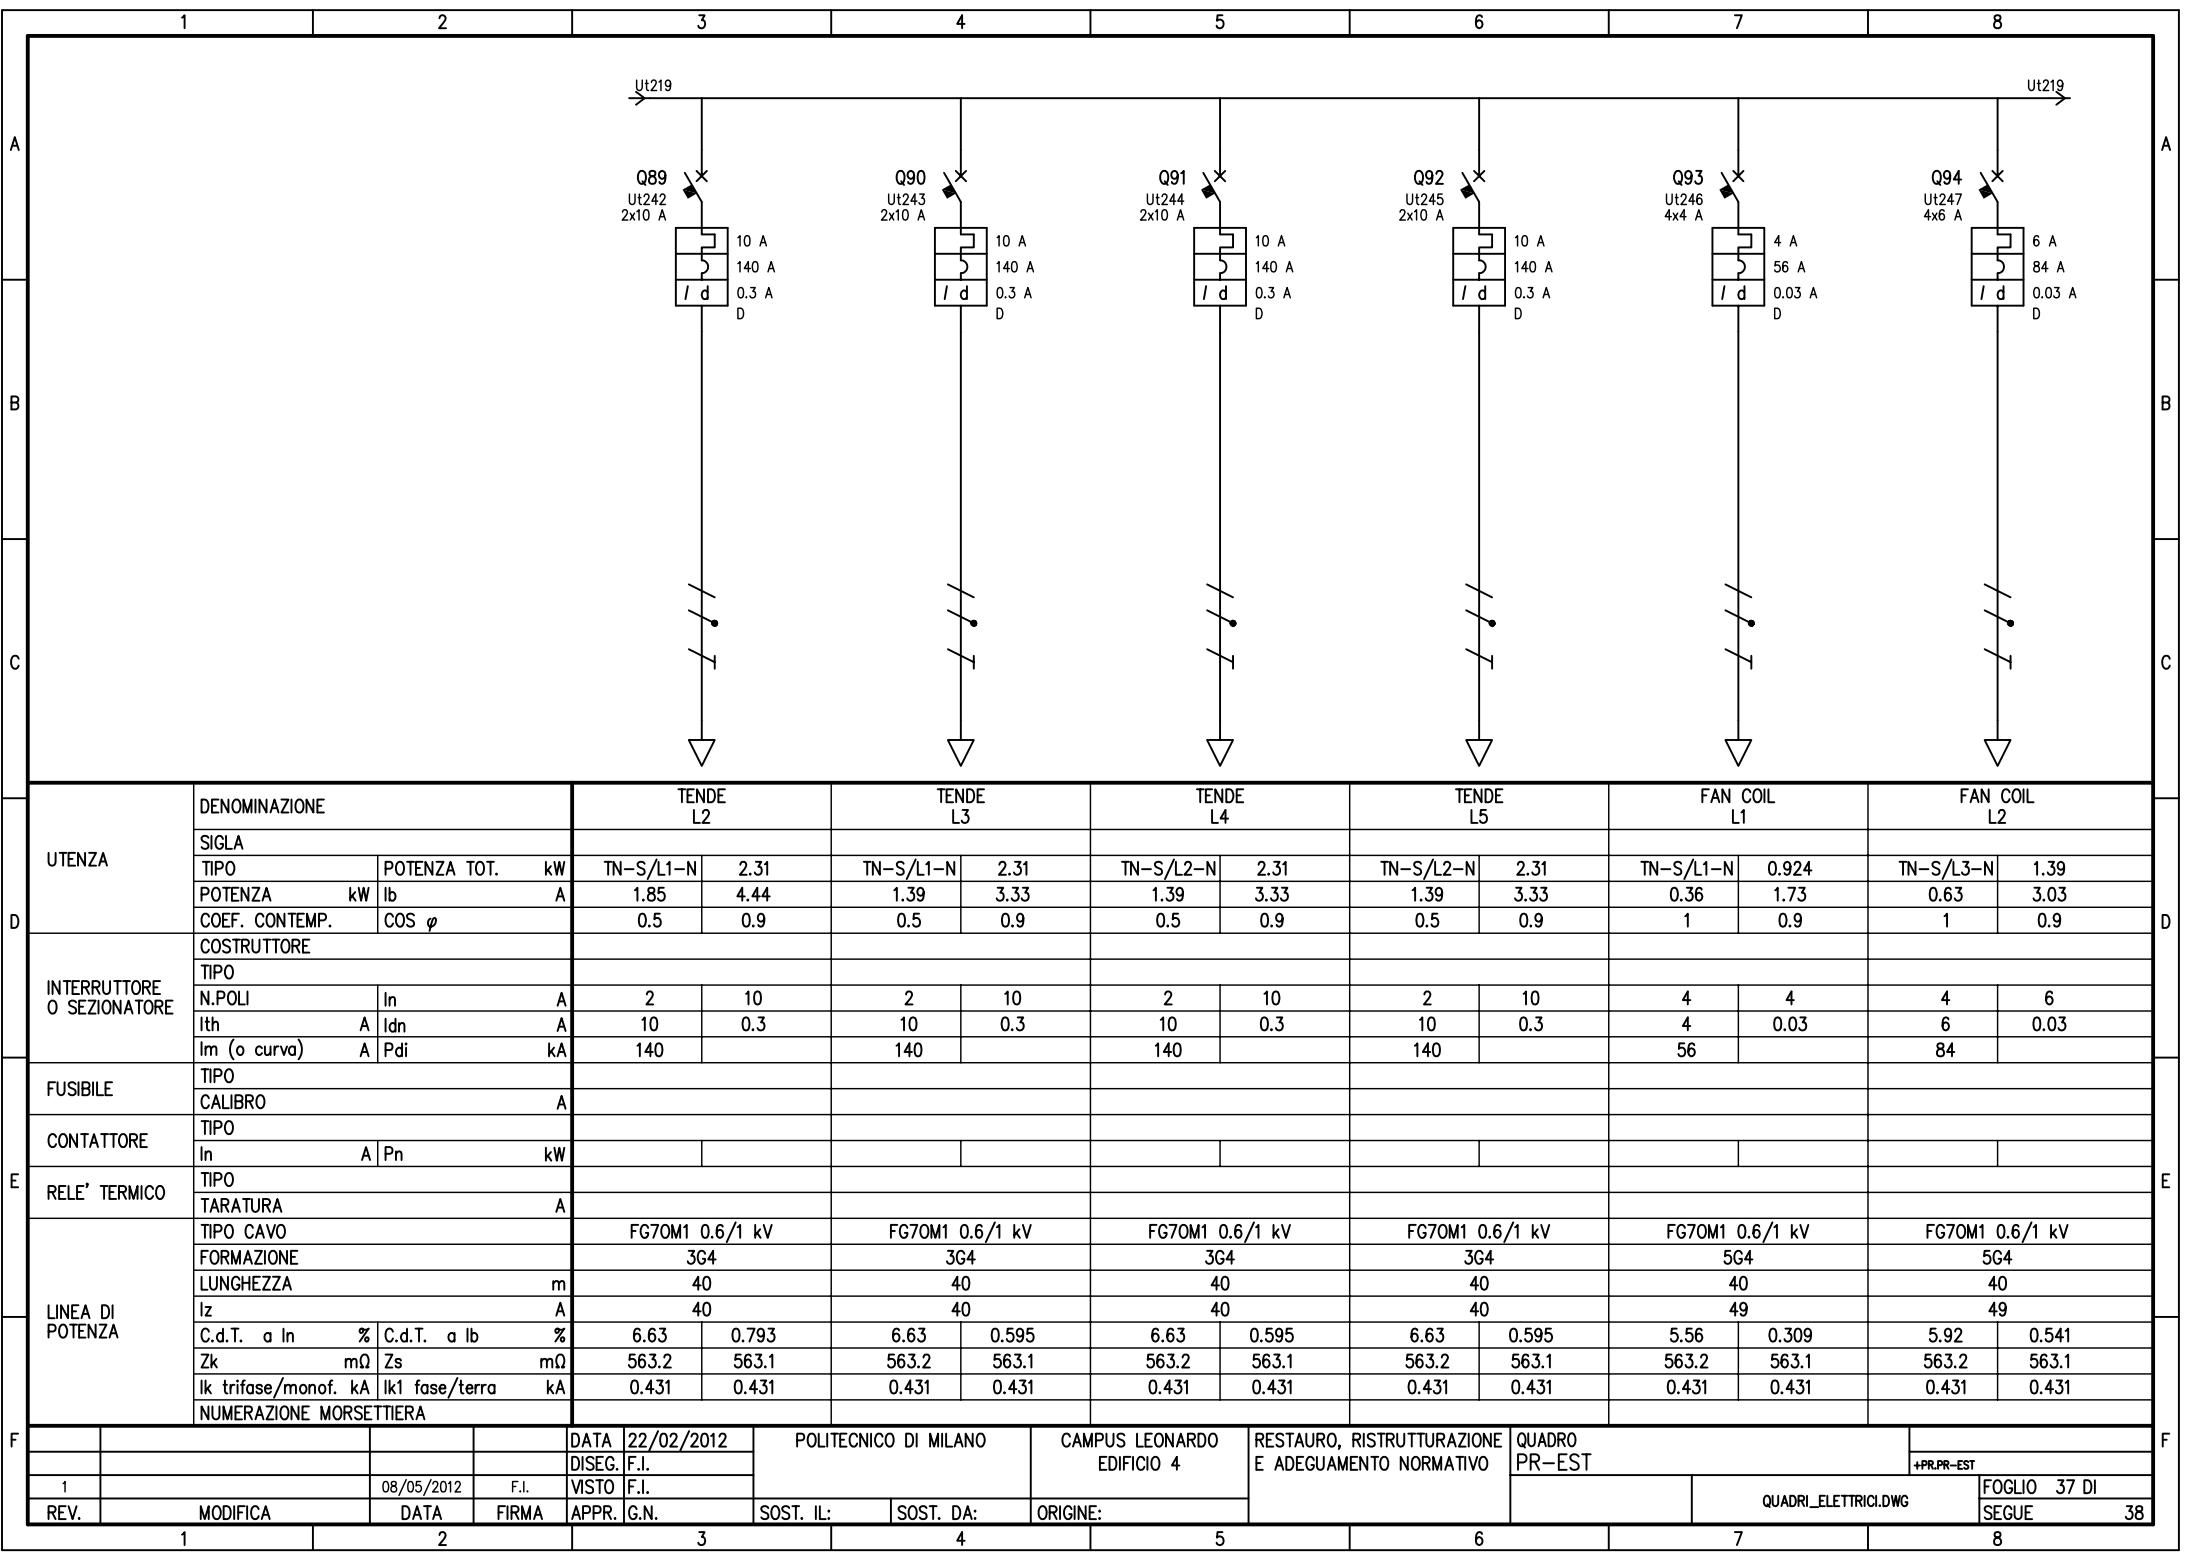 1 2 3 4 5 6 7 8
Ut219 Ut219
A A
Q89 Q90 Q91 Q92 Q93 Q94
Ut242 Ut243 Ut244 Ut245 Ut246 Ut247
2x10 A 2x10 A 2x10 A 2x10 A 4x4 A 4x6 A
10 A 10 A 10 A 10 A 4 A 6 A
140 A 140 A 140 A 140 A 56 A 84 A
I d 0.3 A I d 0.3 A I d 0.3 A I d 0.3 A I d 0.03 A I d 0.03 A
D D D D D D
B B
C C
UTENZA
DENOMINAZIONE TENDE TENDE TENDE TENDE FAN COIL FAN COIL
L2 L3 L4 L5 L1 L2
SIGLA
TIPO POTENZA TOT. kW TN-S/L1-N 2.31 TN-S/L1-N 2.31 TN-S/L2-N 2.31 TN-S/L2-N 2.31 TN-S/L1-N 0.924 TN-S/L3-N 1.39
POTENZA kW Ib A 1.85 4.44 1.39 3.33 1.39 3.33 1.39 3.33 0.36 1.73 0.63 3.03
D COEF. CONTEMP. COS φ 0.5 0.9 0.5 0.9 0.5 0.9 0.5 0.9 1 0.9 1 0.9 D
INTERRUTTORE
O SEZIONATORE
COSTRUTTORE
TIPO
N.POLI In A 2 10 2 10 2 10 2 10 4 4 4 6
Ith A Idn A 10 0.3 10 0.3 10 0.3 10 0.3 4 0.03 6 0.03
Im (o curva) A Pdi kA 140 140 140 140 56 84
FUSIBILE
TIPO
CALIBRO A
CONTATTORE
TIPO
In A Pn kW
E RELE' TERMICO E
TIPO
TARATURA A
LINEA DI
POTENZA
TIPO CAVO FG7OM1 0.6/1 kV FG7OM1 0.6/1 kV FG7OM1 0.6/1 kV FG7OM1 0.6/1 kV FG7OM1 0.6/1 kV FG7OM1 0.6/1 kV
FORMAZIONE 3G4 3G4 3G4 3G4 5G4 5G4
LUNGHEZZA m 40 40 40 40 40 40
Iz A 40 40 40 40 49 49
C.d.T. a In % C.d.T. a Ib % 6.63 0.793 6.63 0.595 6.63 0.595 6.63 0.595 5.56 0.309 5.92 0.541
Zk mΩ Zs mΩ 563.2 563.1 563.2 563.1 563.2 563.1 563.2 563.1 563.2 563.1 563.2 563.1
Ik trifase/monof. kA Ik1 fase/terra kA 0.431 0.431 0.431 0.431 0.431 0.431 0.431 0.431 0.431 0.431 0.431 0.431
NUMERAZIONE MORSETTIERA
F F
DATA 22/02/2012 POLITECNICO DI MILANO CAMPUS LEONARDO RESTAURO, RISTRUTTURAZIONE QUADRO
DISEG. F.I. EDIFICIO 4 E ADEGUAMENTO NORMATIVO PR-EST +PR.PR-EST
1 08/05/2012 F.I. VISTO F.I. QUADRI_ELETTRICI.DWG FOGLIO 37 DI
REV. MODIFICA DATA FIRMA APPR. G.N. SOST. IL: SOST. DA: ORIGINE: SEGUE 38
1 2 3 4 5 6 7 8